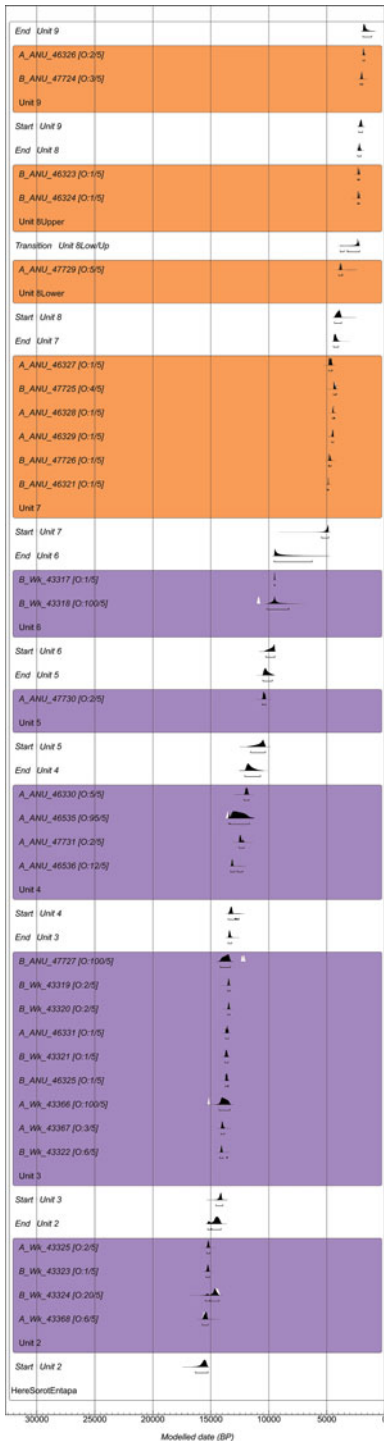 End Unit 9
A_ANU_46326 [O:2/5]
B_ANU_47724 [O:3/5]
Unit 9
Start Unit 9
End Unit 8
B_ANU_46323 [O:1/5]
B_ANU_46324 [O:1/5]
Unit 8Upper
Transition Unit 8Low/Up
A_ANU_47729 [O:5/5]
Unit 8Lower
Start Unit 8
End Unit 7
A_ANU_46327 [O:1/5]
B_ANU_47725 [O:4/5]
A_ANU_46328 [O:1/5]
A_ANU_46329 [O:1/5]
B_ANU_47726 [O:1/5]
B_ANU_46321 [O:1/5]
Unit 7
Start Unit 7
End Unit 6
B_Wk_43317 [O:1/5]
B_Wk_43318 [O:100/5]
Unit 6
Start Unit 6
End Unit 5
A_ANU_47730 [O:2/5]
Unit 5
Start Unit 5
End Unit 4
A_ANU_46330 [O:5/5]
A_ANU_46535 [O:95/5]
A_ANU_47731 [O:2/5]
A_ANU_46536 [O:12/5]
Unit 4
Start Unit 4
End Unit 3
B_ANU_47727 [O:100/5]
B_Wk_43319 [O:2/5]
B_Wk_43320 [O:2/5]
A_ANU_46331 [O:1/5]
B_Wk_43321 [O:1/5]
B_ANU_46325 [O:1/5]
A_Wk_43366 [O:100/5]
A_Wk_43367 [O:3/5]
B_Wk_43322 [O:6/5]
Unit 3
Start Unit 3
End Unit 2
A_Wk_43325 [O:2/5]
B_Wk_43323 [O:1/5]
B_Wk_43324 [O:20/5]
A_Wk_43368 [O:6/5]
Unit 2
Start Unit 2
HereSorotEntapa
30000 25000 20000 15000 10000 5000 0
Modelled date (BP)